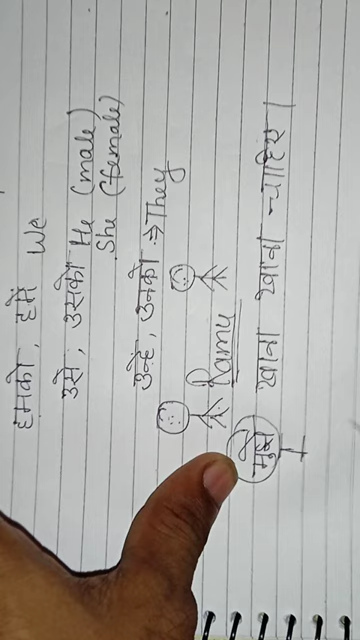 हमको, हमें We
उसे, उसको He (male)
She (female)
उन्हे, उनको ⇒ They
Ramu
मुझे खाना खाना चाहिए।
I